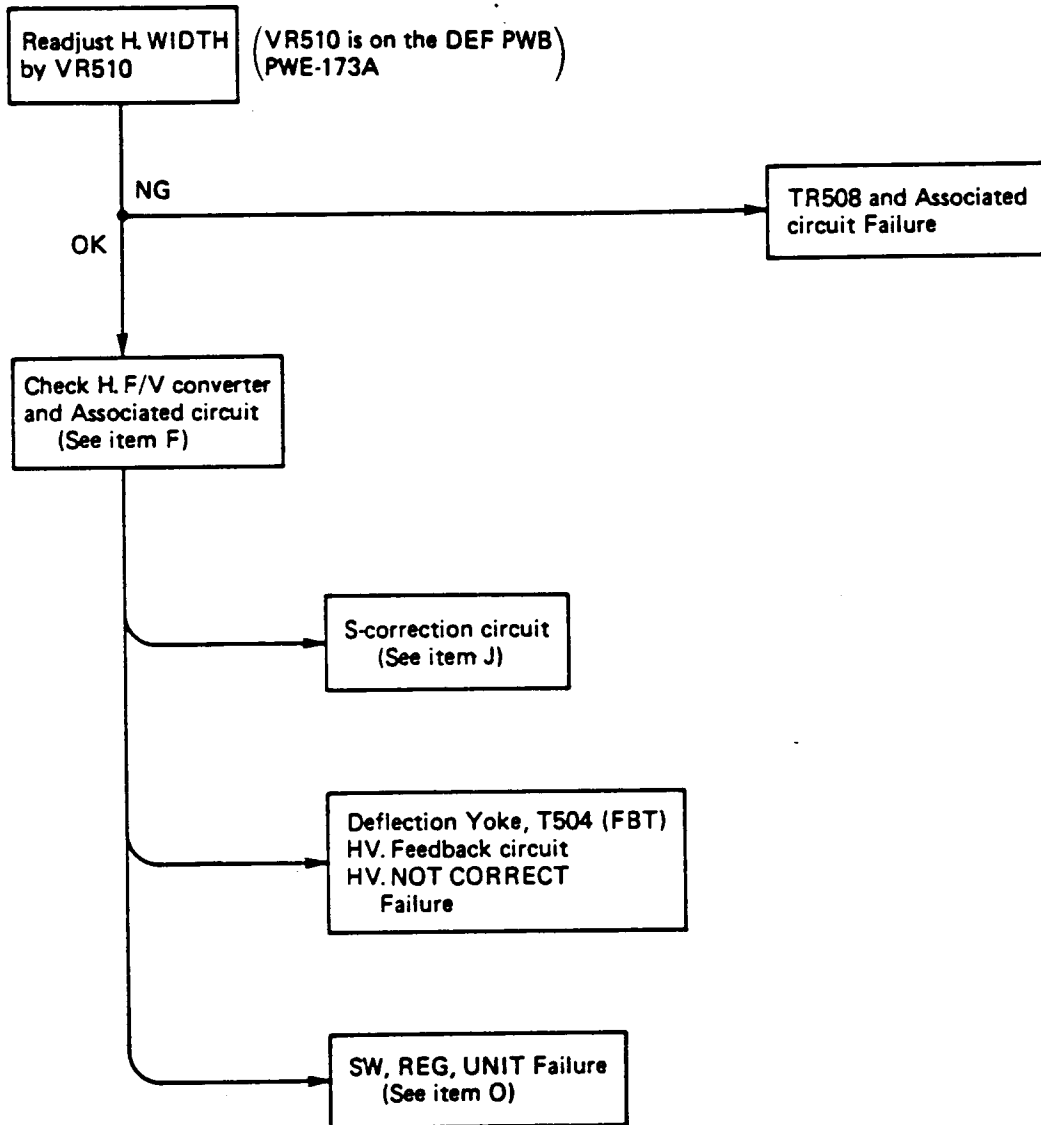 Readjust H. WIDTH
by VR510
(VR510 is on the DEF PWB)
PWE-173A
NG
TR508 and Associated
circuit Failure
OK
Check H. F/V converter
and Associated circuit
(See item F)
S-correction circuit
(See item J)
Deflection Yoke, T504 (FBT)
HV. Feedback circuit
HV. NOT CORRECT
Failure
SW, REG, UNIT Failure
(See item O)